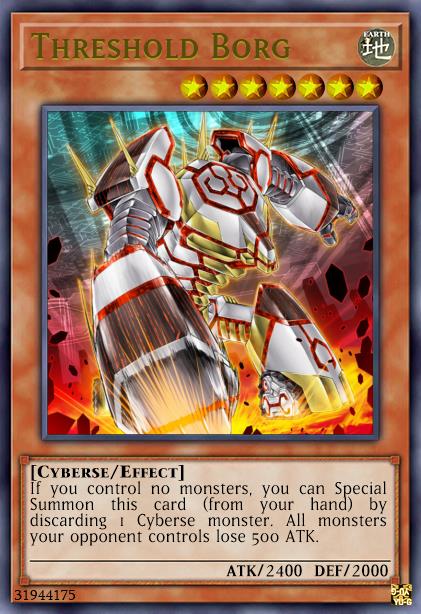 THRESHOLD BORG
EARTH
地
[CYBERSE/EFFECT]
If you control no monsters, you can Special
Summon this card (from your hand) by
discarding 1 Cyberse monster. All monsters
your opponent controls lose 500 ATK.
ATK/2400 DEF/2000
31944175